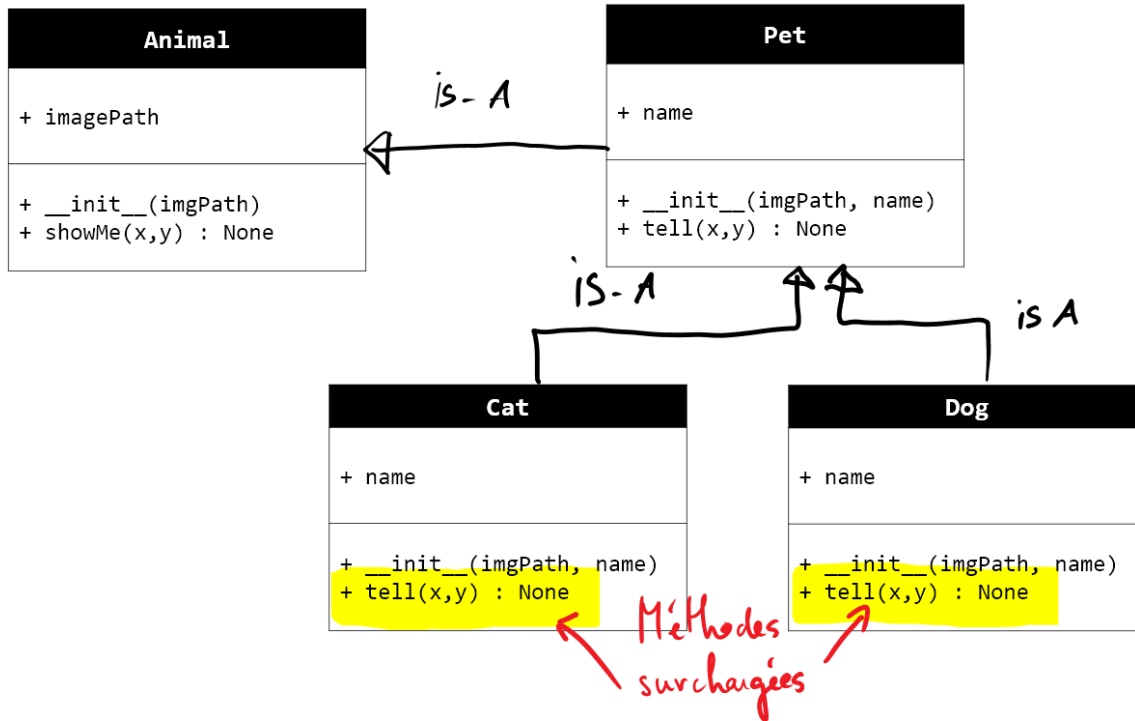 Animal
+ imagePath
+ __init__(imgPath)
+ showMe(x,y) : None
is-A
Pet
+ name
+ __init__(imgPath, name)
+ tell(x,y) : None
is-A
is A
Cat
+ name
+ __init__(imgPath, name)
+ tell(x,y) : None
Dog
+ name
+ __init__(imgPath, name)
+ tell(x,y) : None
Méthodes
surchargées